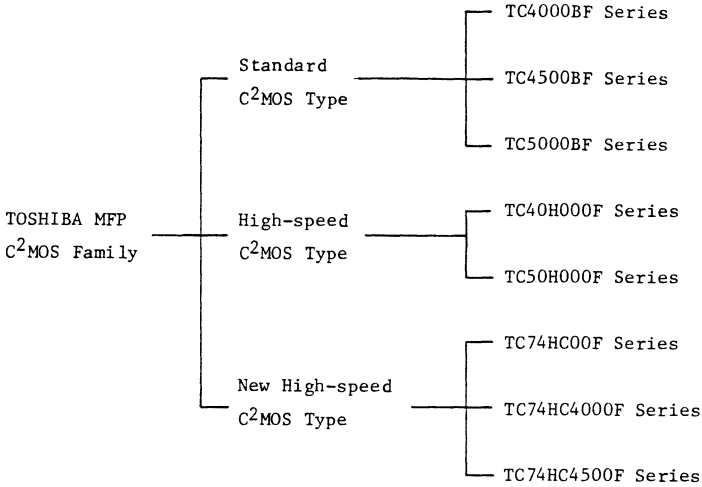 TOSHIBA MFP
C²MOS Family
Standard
C²MOS Type
TC4000BF Series
TC4500BF Series
TC5000BF Series
High-speed
C²MOS Type
TC40H000F Series
TC50H000F Series
New High-speed
C²MOS Type
TC74HC00F Series
TC74HC4000F Series
TC74HC4500F Series